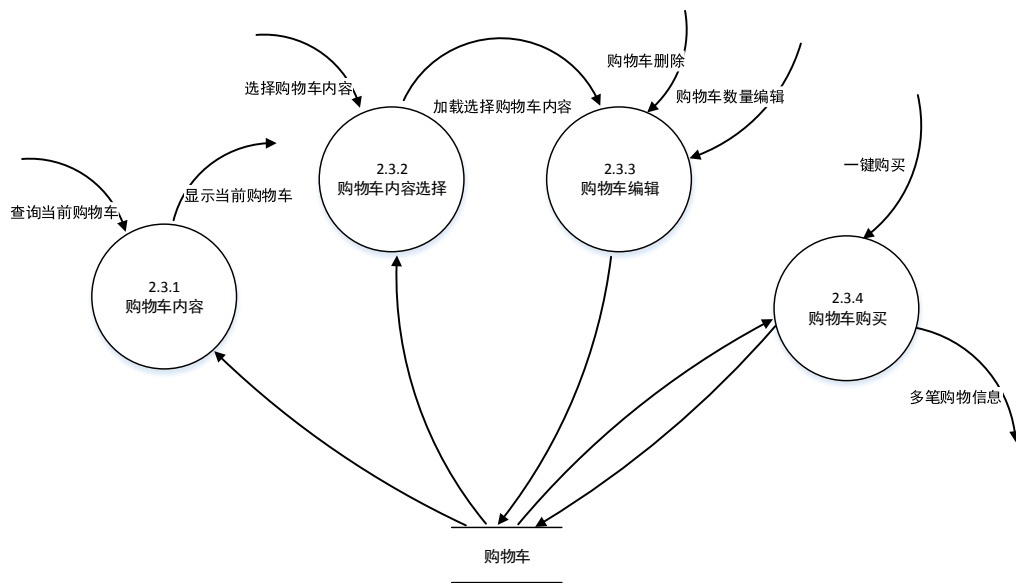 选择购物车内容
加载选择购物车内容
购物车删除
购物车数量编辑
2.3.2
购物车内容选择
2.3.3
购物车编辑
一键购买
查询当前购物车
显示当前购物车
2.3.1
购物车内容
2.3.4
购物车购买
多笔购物信息
购物车